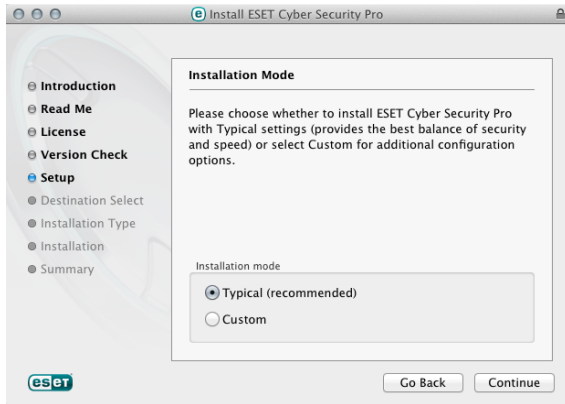 Install ESET Cyber Security Pro
Introduction
Read Me
License
Version Check
Setup
Destination Select
Installation Type
Installation
Summary
Installation Mode
Please choose whether to install ESET Cyber Security Pro
with Typical settings (provides the best balance of security
and speed) or select Custom for additional configuration
options.
Installation mode
Typical (recommended)
Custom
eseT
Go Back
Continue